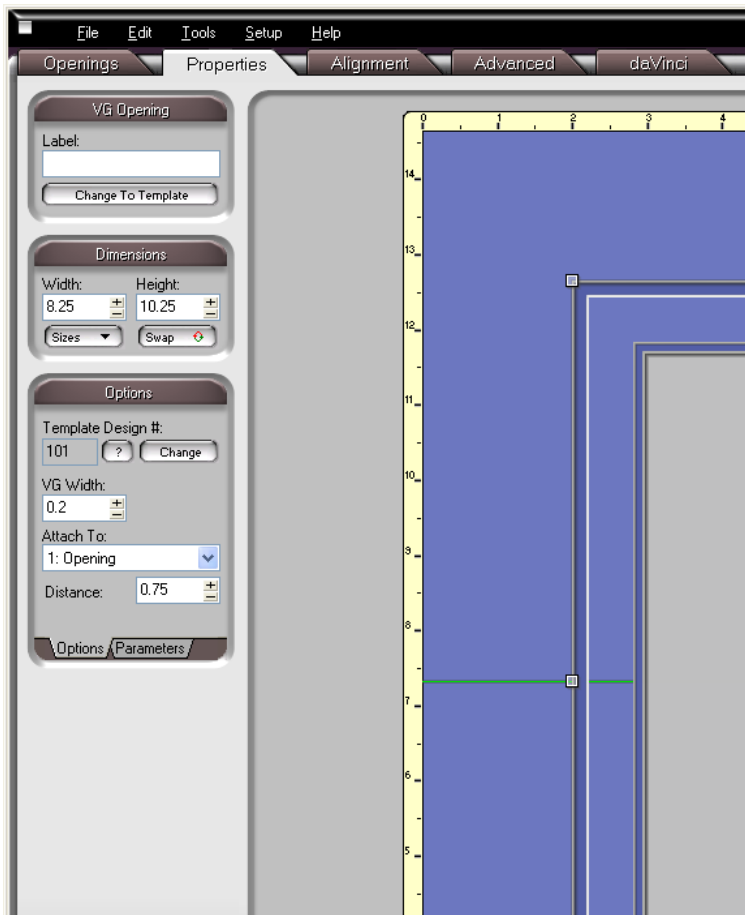 File Edit Tools Setup Help
Openings Properties Alignment Advanced daVinci
VG Opening
Label:
Change To Template
Dimensions
Width: Height:
8.25 10.25
Sizes Swap
Options
Template Design #:
101 ? Change
VG Width:
0.2
Attach To:
1: Opening
Distance: 0.75
Options Parameters
0 1 2 3 4
14
13
12
11
10
9
8
7
6
5